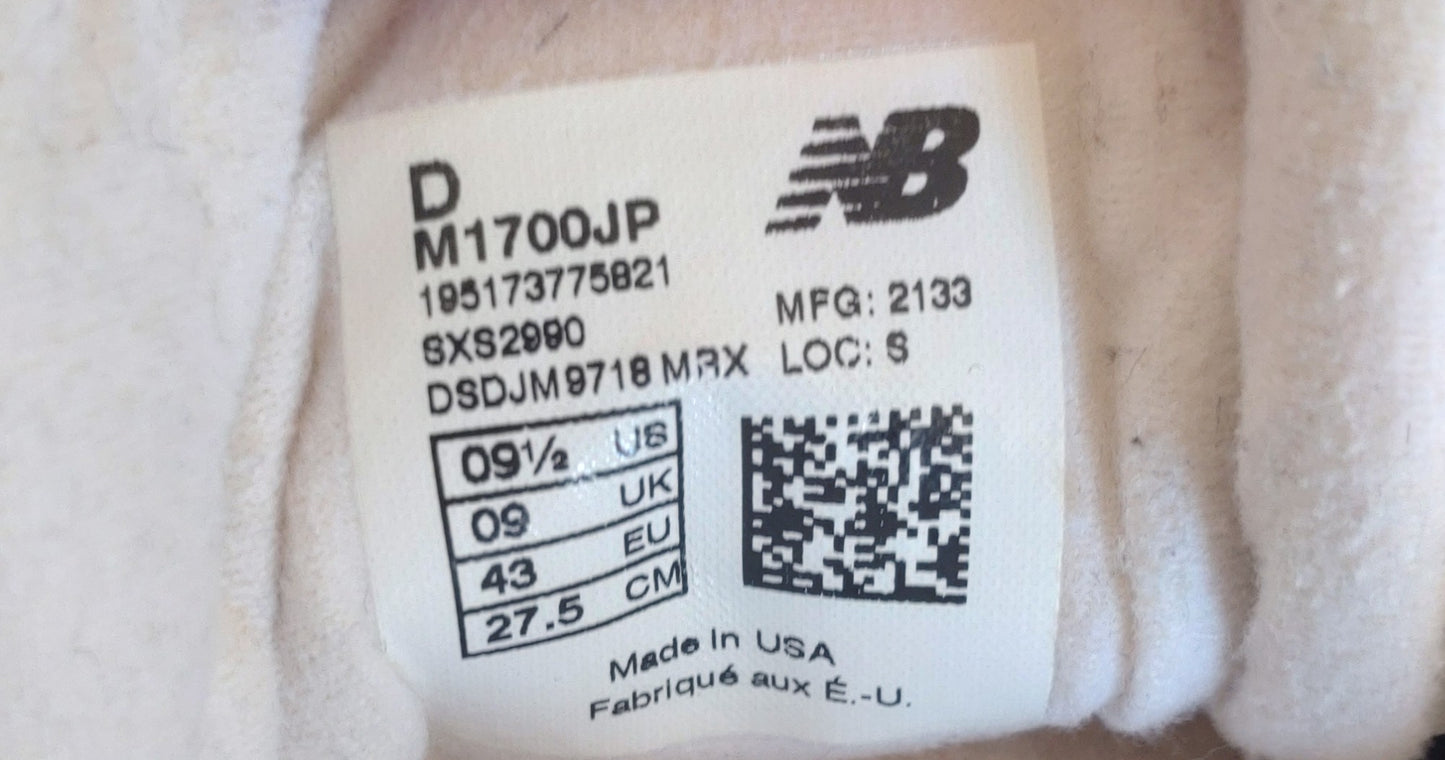 NB
D
M1700JP
195173775821
SXS2990
DSDJM9718 MRX
MFG: 2133
LOC: S
09½ US
09 UK
43 EU
27.5 CM
Made in USA
Fabriqué aux É.-U.